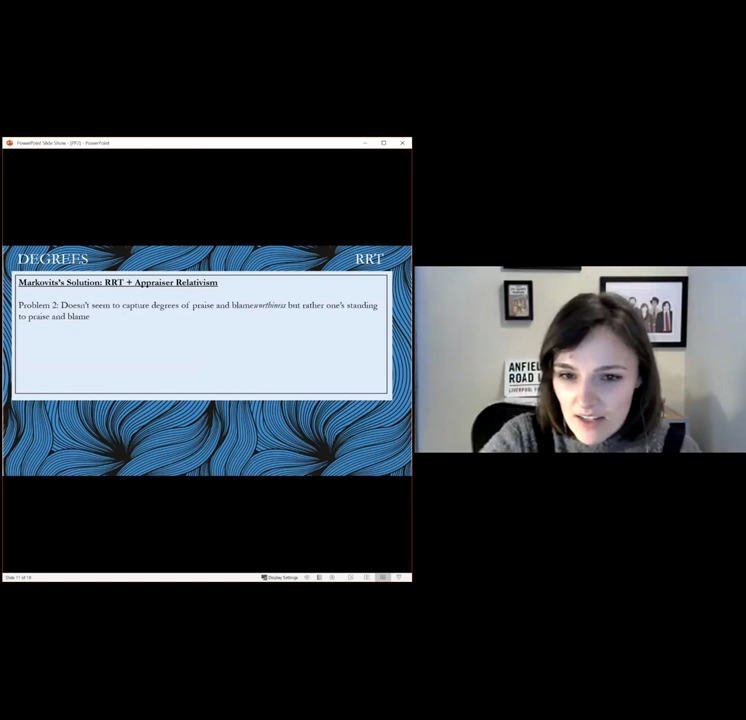 PowerPoint Slide Show - [PP2] - PowerPoint
DEGREES
RRT
Markovits's Solution: RRT + Appraiser Relativism
Problem 2: Doesn't seem to capture degrees of praise and blameworthiness but rather one's standing
to praise and blame
Slide 11 of 18
Display Settings
ANFIEL
ROAD L
LIVERPOOL